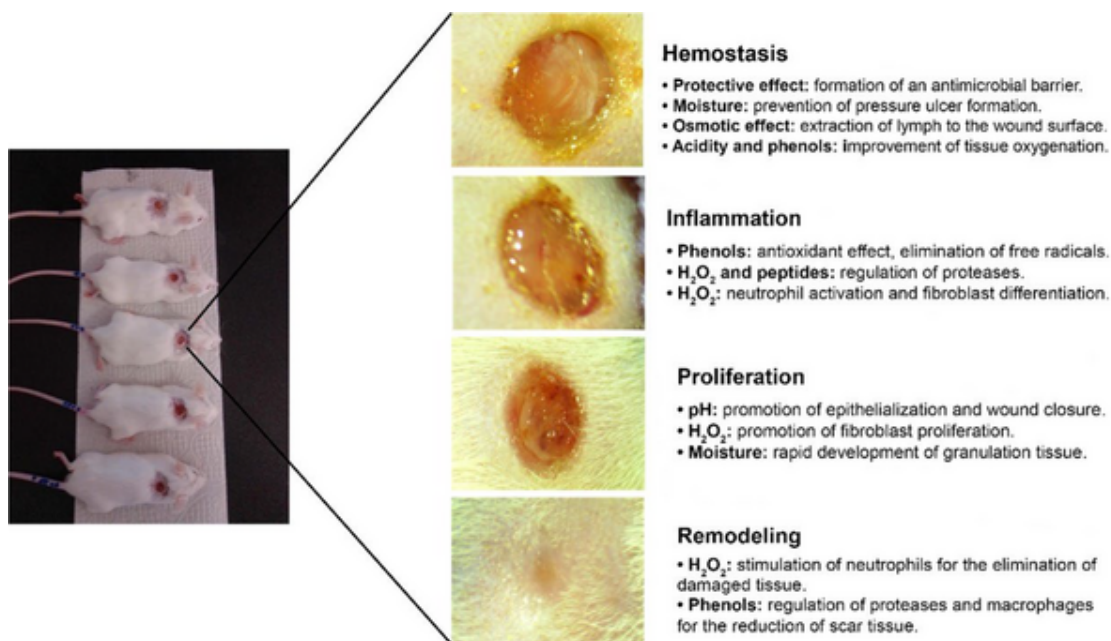 Hemostasis
• Protective effect: formation of an antimicrobial barrier.
• Moisture: prevention of pressure ulcer formation.
• Osmotic effect: extraction of lymph to the wound surface.
• Acidity and phenols: improvement of tissue oxygenation.
Inflammation
• Phenols: antioxidant effect, elimination of free radicals.
• H₂O₂ and peptides: regulation of proteases.
• H₂O₂: neutrophil activation and fibroblast differentiation.
Proliferation
• pH: promotion of epithelialization and wound closure.
• H₂O₂: promotion of fibroblast proliferation.
• Moisture: rapid development of granulation tissue.
Remodeling
• H₂O₂: stimulation of neutrophils for the elimination of
damaged tissue.
• Phenols: regulation of proteases and macrophages
for the reduction of scar tissue.